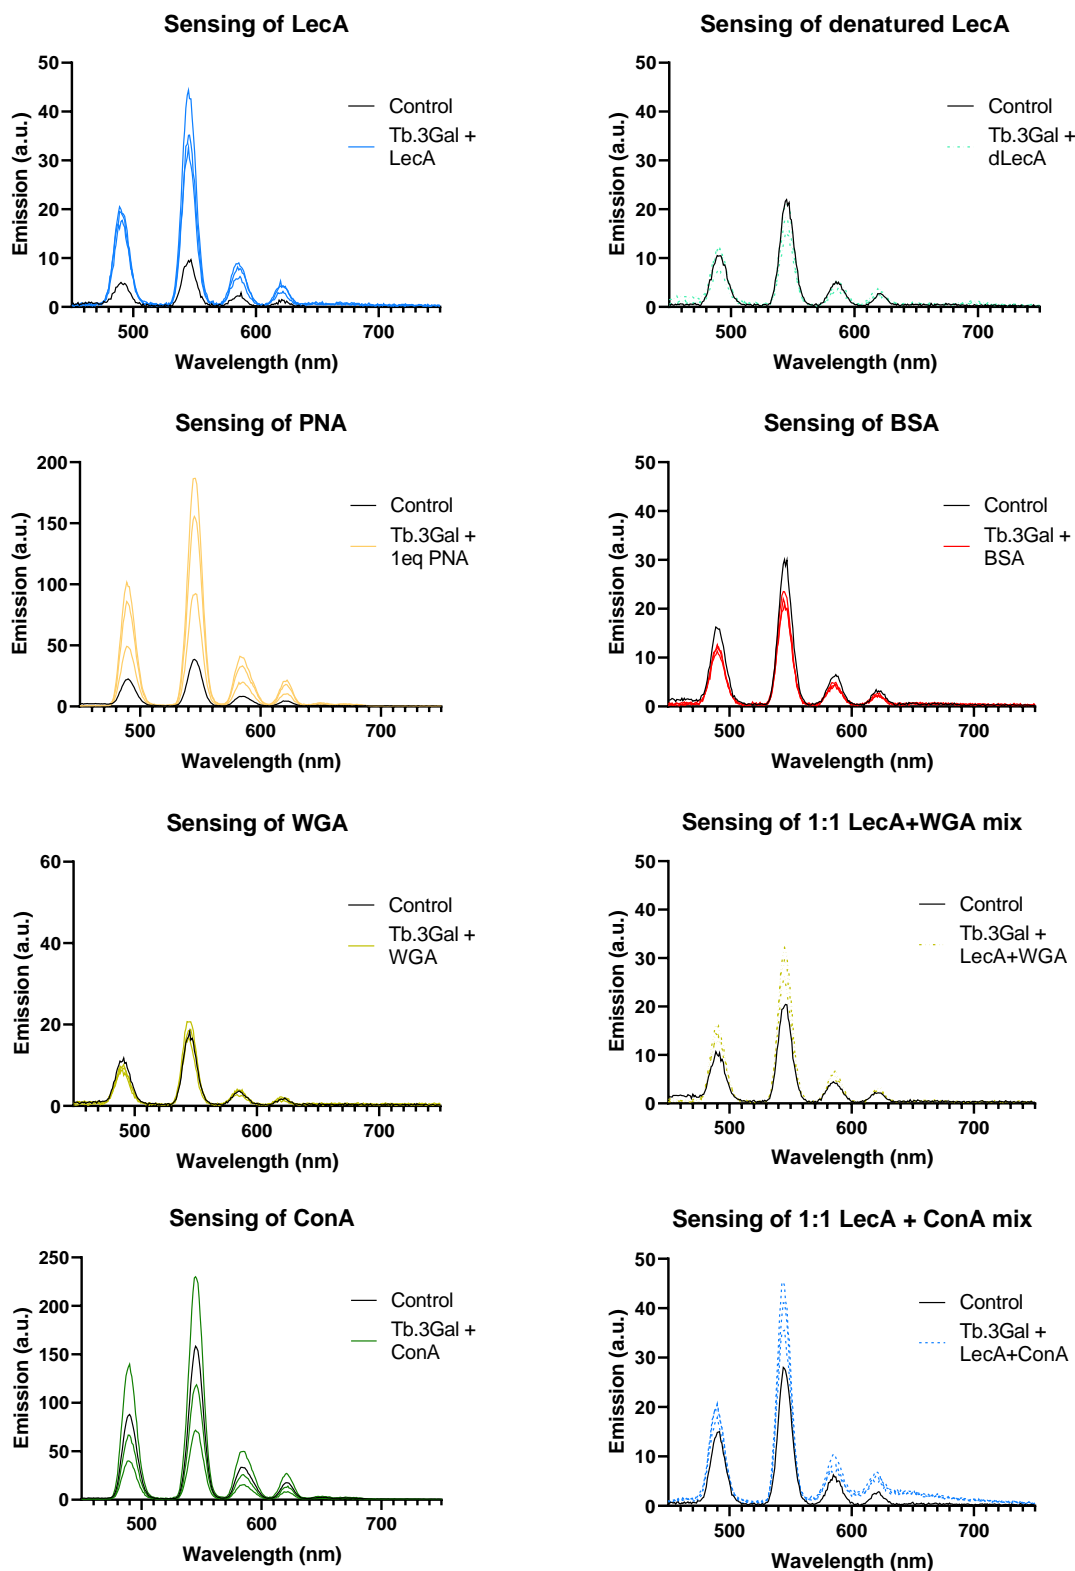 Sensing of LecA
50
40
30
20
10
0
Emission (a.u.)
500
600
700
Wavelength (nm)
Control
Tb.3Gal +
LecA
Sensing of denatured LecA
50
40
30
20
10
0
Emission (a.u.)
500
600
700
Wavelength (nm)
Control
Tb.3Gal +
dLecA
Sensing of PNA
200
150
100
50
0
Emission (a.u.)
500
600
700
Wavelength (nm)
Control
Tb.3Gal +
1eq PNA
Sensing of BSA
50
40
30
20
10
0
Emission (a.u.)
500
600
700
Wavelength (nm)
Control
Tb.3Gal +
BSA
Sensing of WGA
60
40
20
0
Emission (a.u.)
500
600
700
Wavelength (nm)
Control
Tb.3Gal +
WGA
Sensing of 1:1 LecA+WGA mix
50
40
30
20
10
0
Emission (a.u.)
500
600
700
Wavelength (nm)
Control
Tb.3Gal +
LecA+WGA
Sensing of ConA
250
200
150
100
50
0
Emission (a.u.)
500
600
700
Wavelength (nm)
Control
Tb.3Gal +
ConA
Sensing of 1:1 LecA + ConA mix
50
40
30
20
10
0
Emission (a.u.)
500
600
700
Wavelength (nm)
Control
Tb.3Gal +
LecA+ConA